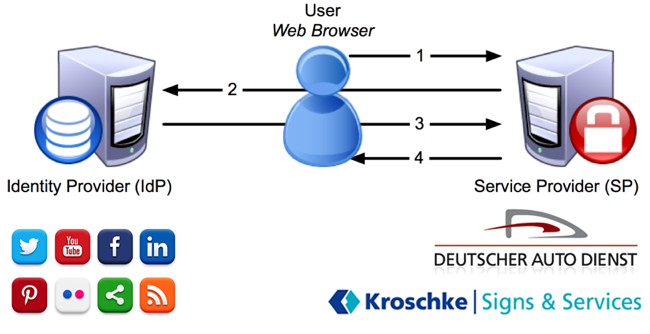 User
Web Browser
1
2
3
4
Identity Provider (IdP)
Service Provider (SP)
You
Tube
f
in
DEUTSCHER AUTO DIENST
Kroschke | Signs & Services